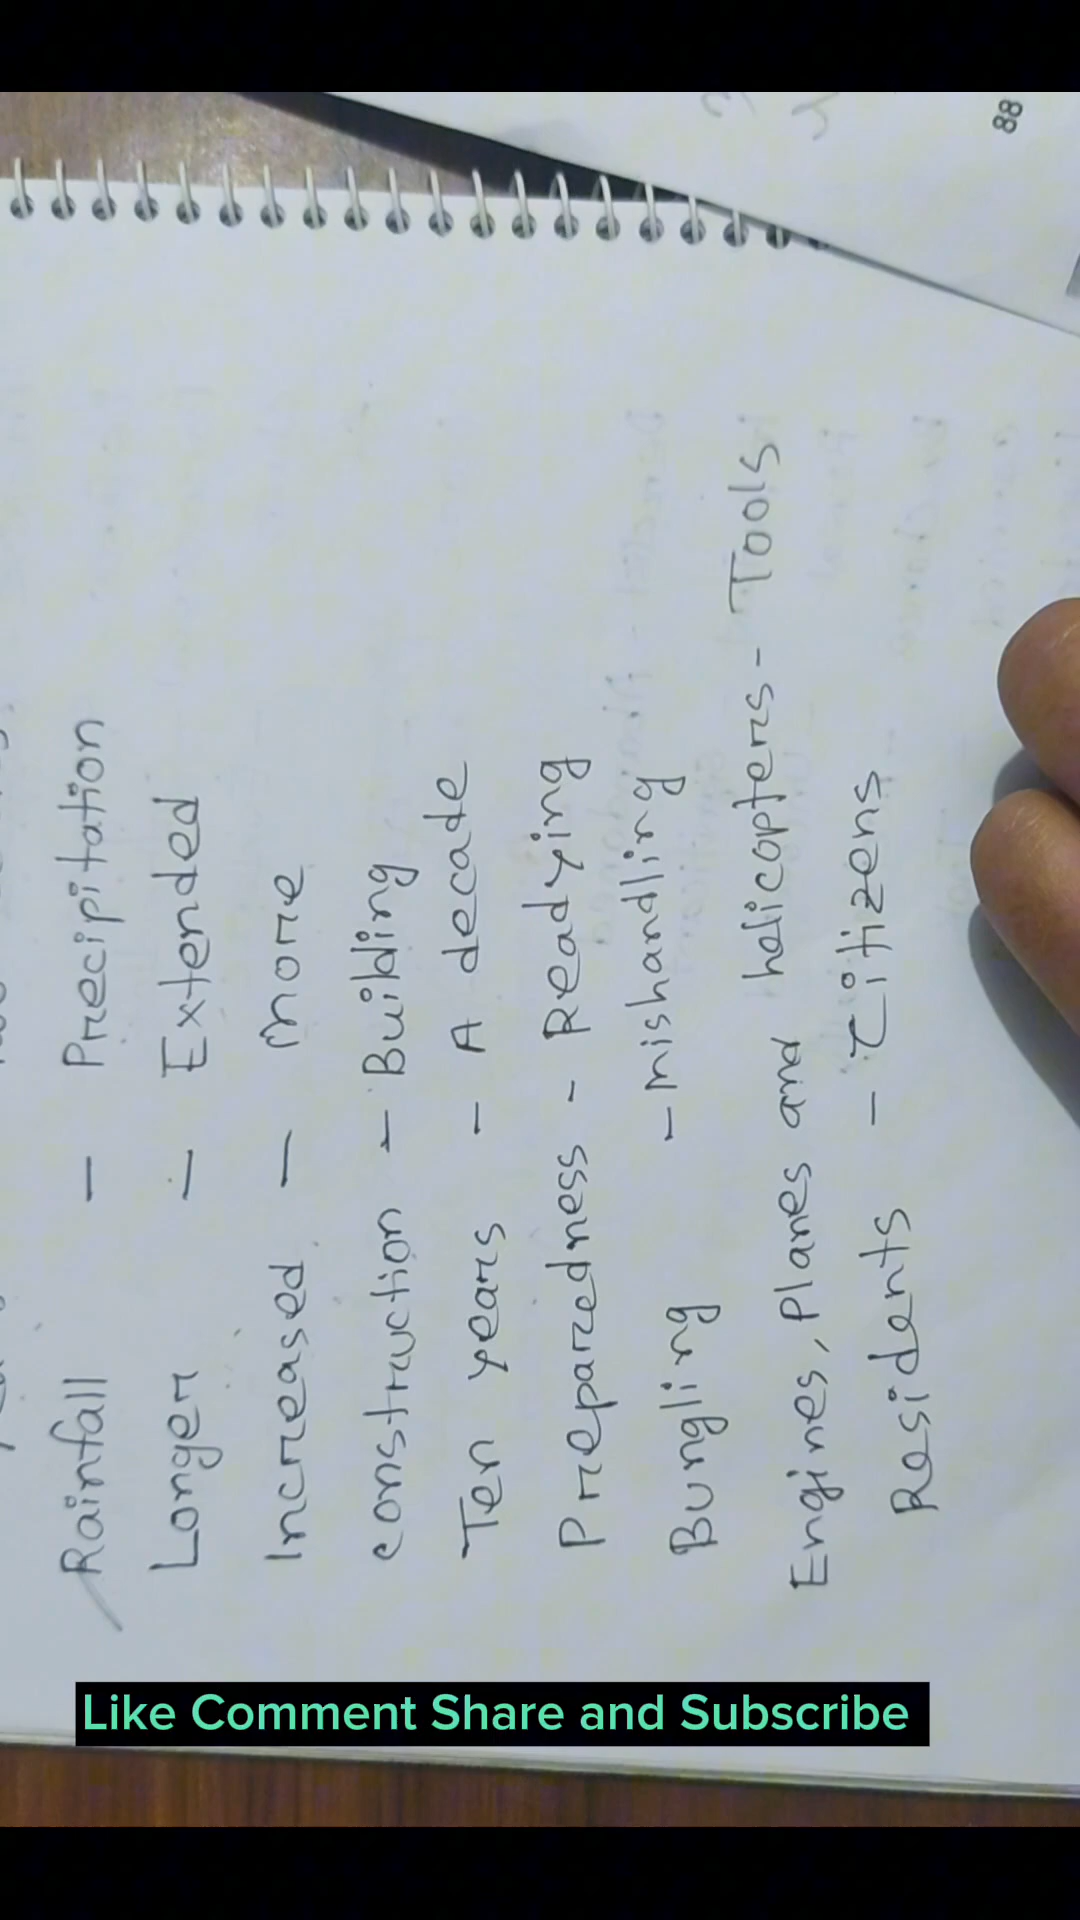 Rainfall — Precipitation
Longer — Extended
Increased — more
construction — Building
Ten years - A decade
Preparedness - Readying
Bungling - mishandling
Engines, planes and helicopters - Tools
Residents - citizens
88
Like Comment Share and Subscribe